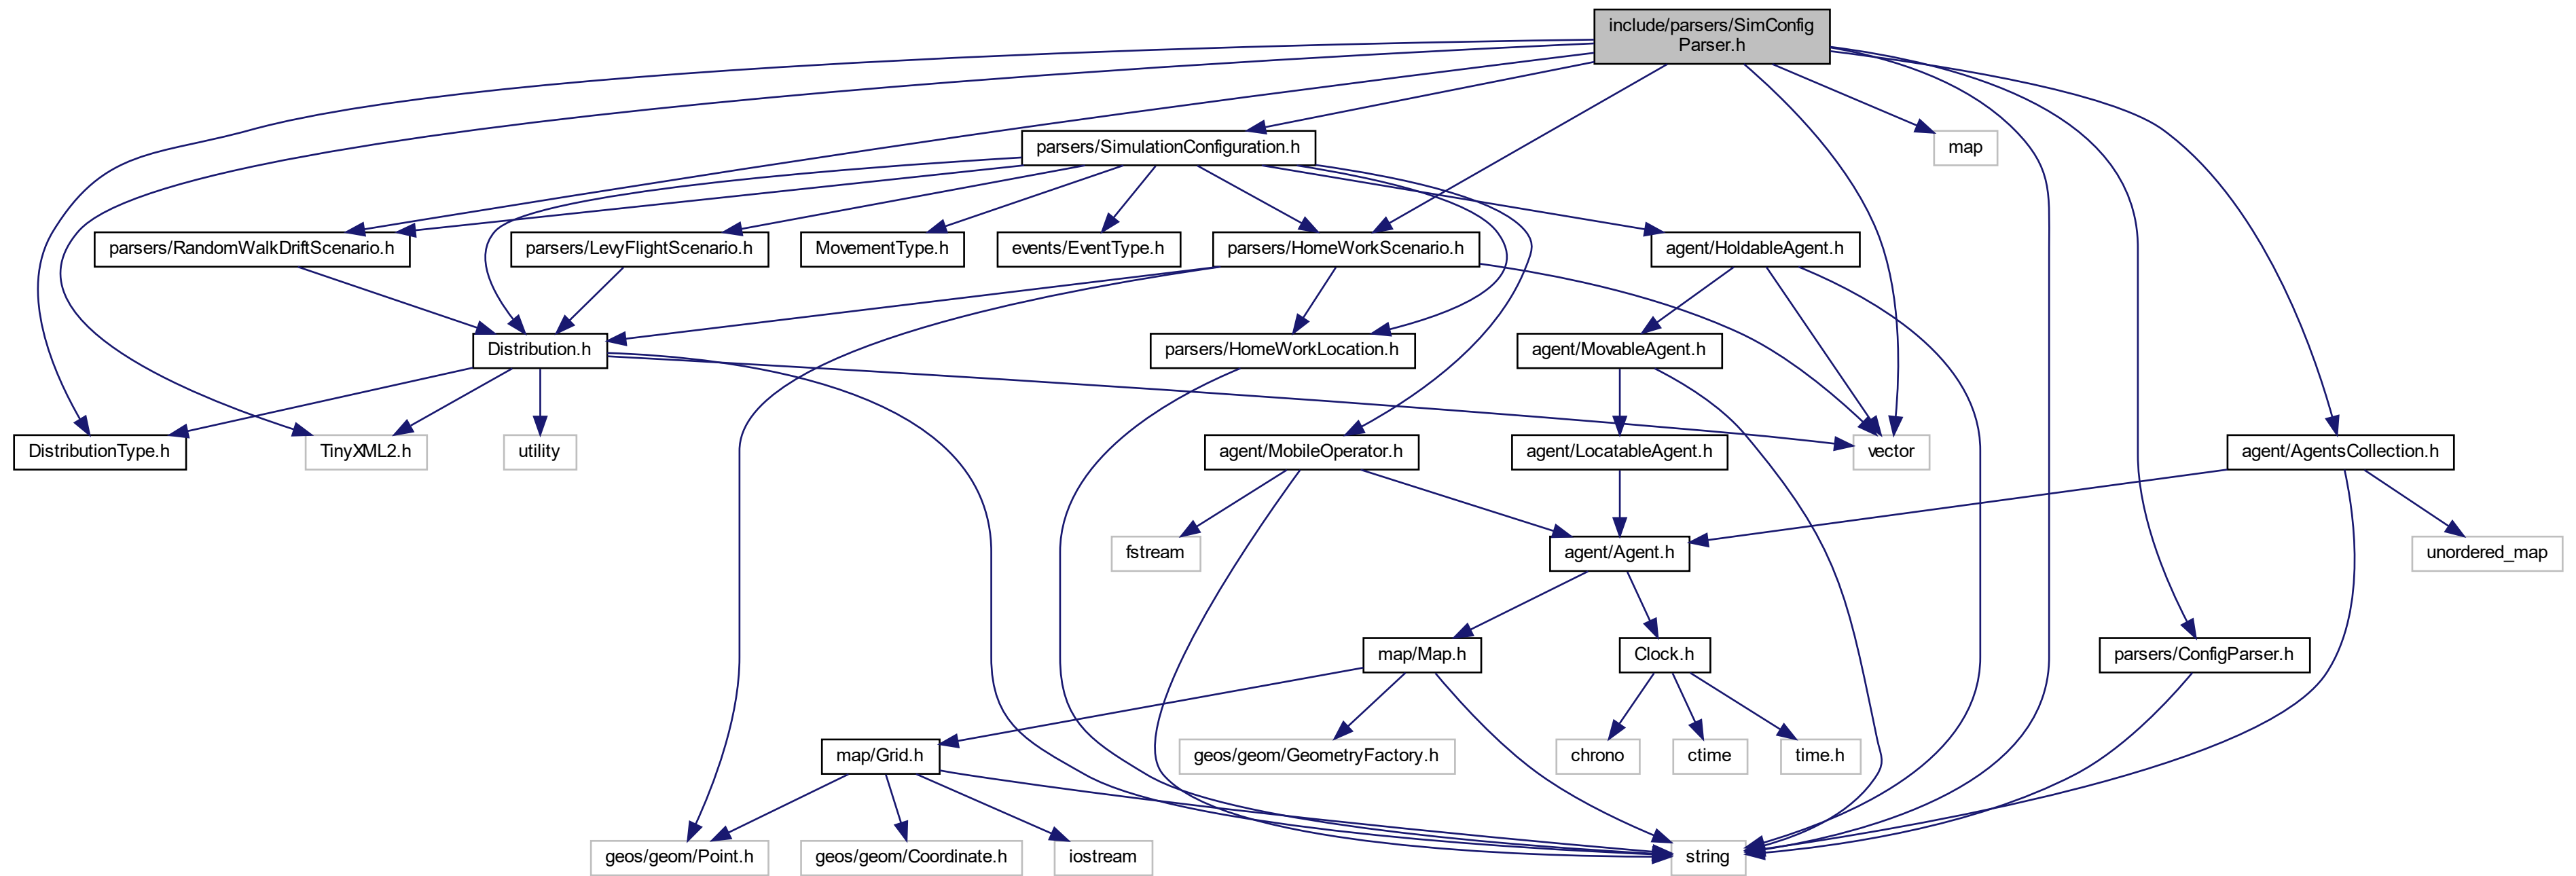 include/parsers/SimConfig
Parser.h
parsers/SimulationConfiguration.h
map
parsers/RandomWalkDriftScenario.h
parsers/LevyFlightScenario.h
MovementType.h
events/EventType.h
parsers/HomeWorkScenario.h
agent/HoldableAgent.h
Distribution.h
parsers/HomeWorkLocation.h
agent/MovableAgent.h
DistributionType.h
TinyXML2.h
utility
agent/MobileOperator.h
agent/LocatableAgent.h
vector
agent/AgentsCollection.h
fstream
agent/Agent.h
unordered_map
map/Map.h
Clock.h
parsers/ConfigParser.h
map/Grid.h
geos/geom/GeometryFactory.h
chrono
ctime
time.h
geos/geom/Point.h
geos/geom/Coordinate.h
iostream
string